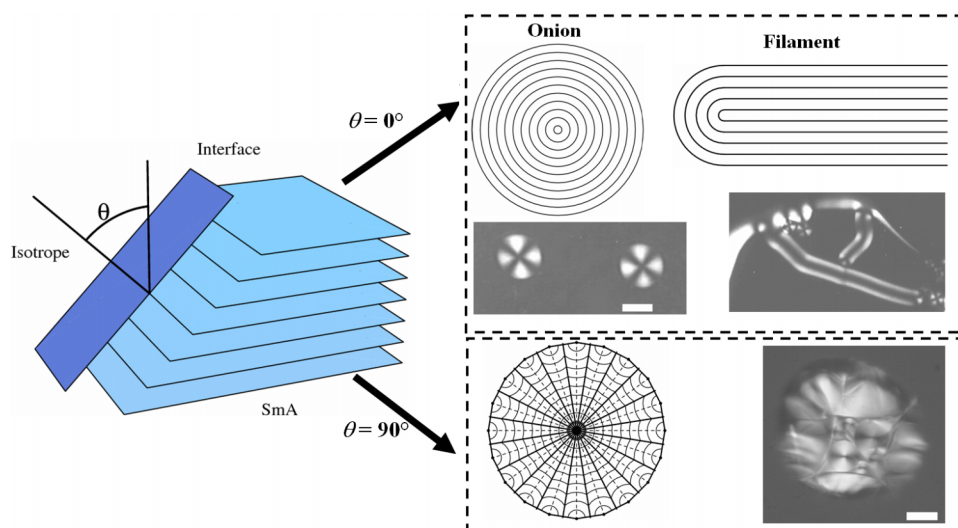 Onion
Filament
θ = 0°
Interface
θ
Isotrope
SmA
θ = 90°